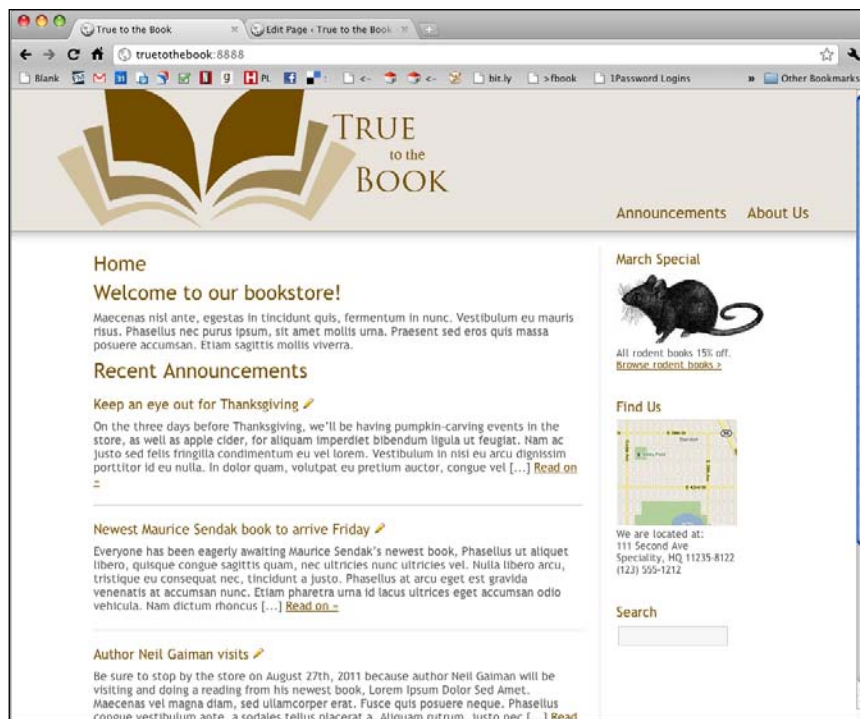 True to the Book
Edit Page ‹ True to the Book
truetothebook:8888
Blank
PL
<-
<-
bit.ly
>fbook
1Password Logins
»
Other Bookmarks
TRUE
to the
BOOK
Announcements About Us
Home
Welcome to our bookstore!
Maecenas nisl ante, egestas in tincidunt quis, fermentum in nunc. Vestibulum eu mauris
risus. Phasellus nec purus ipsum, sit amet mollis urna. Praesent sed eros quis massa
posuere accumsan. Etiam sagittis mollis viverra.
Recent Announcements
Keep an eye out for Thanksgiving
On the three days before Thanksgiving, we'll be having pumpkin-carving events in the
store, as well as apple cider, for aliquam imperdiet bibendum ligula ut feugiat. Nam ac
justo sed felis fringilla condimentum eu vel lorem. Vestibulum in nisi eu arcu dignissim
porttitor id eu nulla. In dolor quam, volutpat eu pretium auctor, congue vel [...] Read on
»
Newest Maurice Sendak book to arrive Friday
Everyone has been eagerly awaiting Maurice Sendak's newest book, Phasellus ut aliquet
libero, quisque congue sagittis quam, nec ultricies nunc ultricies vel. Nulla libero arcu,
tristique eu consequat nec, tincidunt a justo. Phasellus at arcu eget est gravida
venenatis at accumsan nunc. Etiam pharetra urna id lacus ultrices eget accumsan odio
vehicula. Nam dictum rhoncus [...] Read on »
Author Neil Gaiman visits
Be sure to stop by the store on August 27th, 2011 because author Neil Gaiman will be
visiting and doing a reading from his newest book, Lorem Ipsum Dolor Sed Amet.
Maecenas vel magna diam, sed ullamcorper erat. Fusce quis posuere neque. Phasellus
congue vestibulum ante, a sodales tellus placerat a. Aliquam rutrum, justo nec [...] Read
March Special
All rodent books 15% off.
Browse rodent books >
Find Us
We are located at:
111 Second Ave
Speciality, HQ 11235-8122
(123) 555-1212
Search